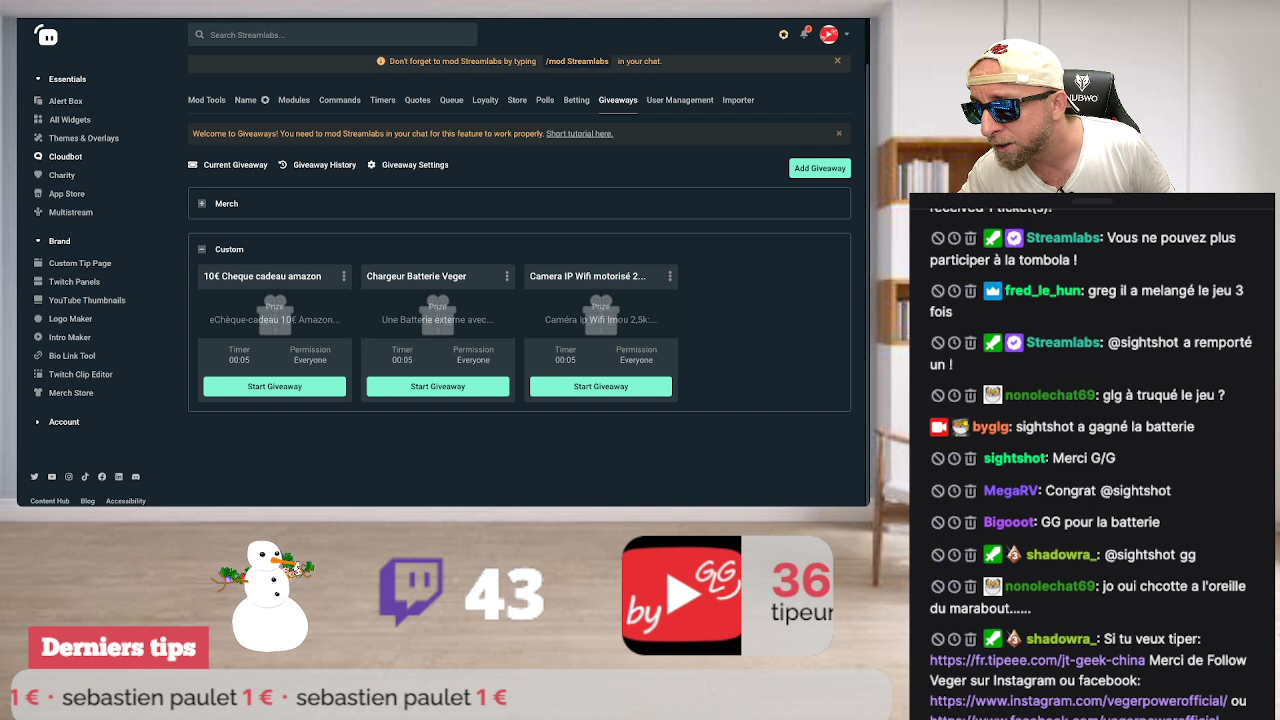 Search Streamlabs...
Don't forget to mod Streamlabs by typing /mod Streamlabs in your chat.
Essentials
Alert Box
All Widgets
Themes & Overlays
Cloudbot
Charity
App Store
Multistream
Brand
Custom Tip Page
Twitch Panels
YouTube Thumbnails
Logo Maker
Intro Maker
Bio Link Tool
Twitch Clip Editor
Merch Store
Account
Content Hub Blog Accessibility
Mod Tools Name Modules Commands Timers Quotes Queue Loyalty Store Polls Betting Giveaways User Management Importer
Welcome to Giveaways! You need to mod Streamlabs in your chat for this feature to work properly. Short tutorial here.
Current Giveaway Giveaway History Giveaway Settings
Add Giveaway
Merch
Custom
10€ Cheque cadeau amazon
Prize
eChèque-cadeau 10€ Amazon...
Timer Permission
00:05 Everyone
Start Giveaway
Chargeur Batterie Veger
Prize
Une Batterie externe avec...
Timer Permission
00:05 Everyone
Start Giveaway
Camera IP Wifi motorisé 2...
Prize
Caméra Ip Wifi Imou 2,5k:...
Timer Permission
00:05 Everyone
Start Giveaway
received 1 ticket(s)!
Streamlabs: Vous ne pouvez plus
participer à la tombola !
fred_le_hun: greg il a melangé le jeu 3
fois
Streamlabs: @sightshot a remporté
un !
nonolechat69: glg à truqué le jeu ?
byglg: sightshot a gagné la batterie
sightshot: Merci G/G
MegaRV: Congrat @sightshot
Bigooot: GG pour la batterie
shadowra_: @sightshot gg
nonolechat69: jo oui chcotte a l'oreille
du marabout......
shadowra_: Si tu veux tiper:
https://fr.tipeee.com/jt-geek-china Merci de Follow
Veger sur Instagram ou facebook:
https://www.instagram.com/vegerpowerofficial/ ou
43
by GLG
36
tipeur
Derniers tips
1 € · sebastien paulet 1 € · sebastien paulet 1 €